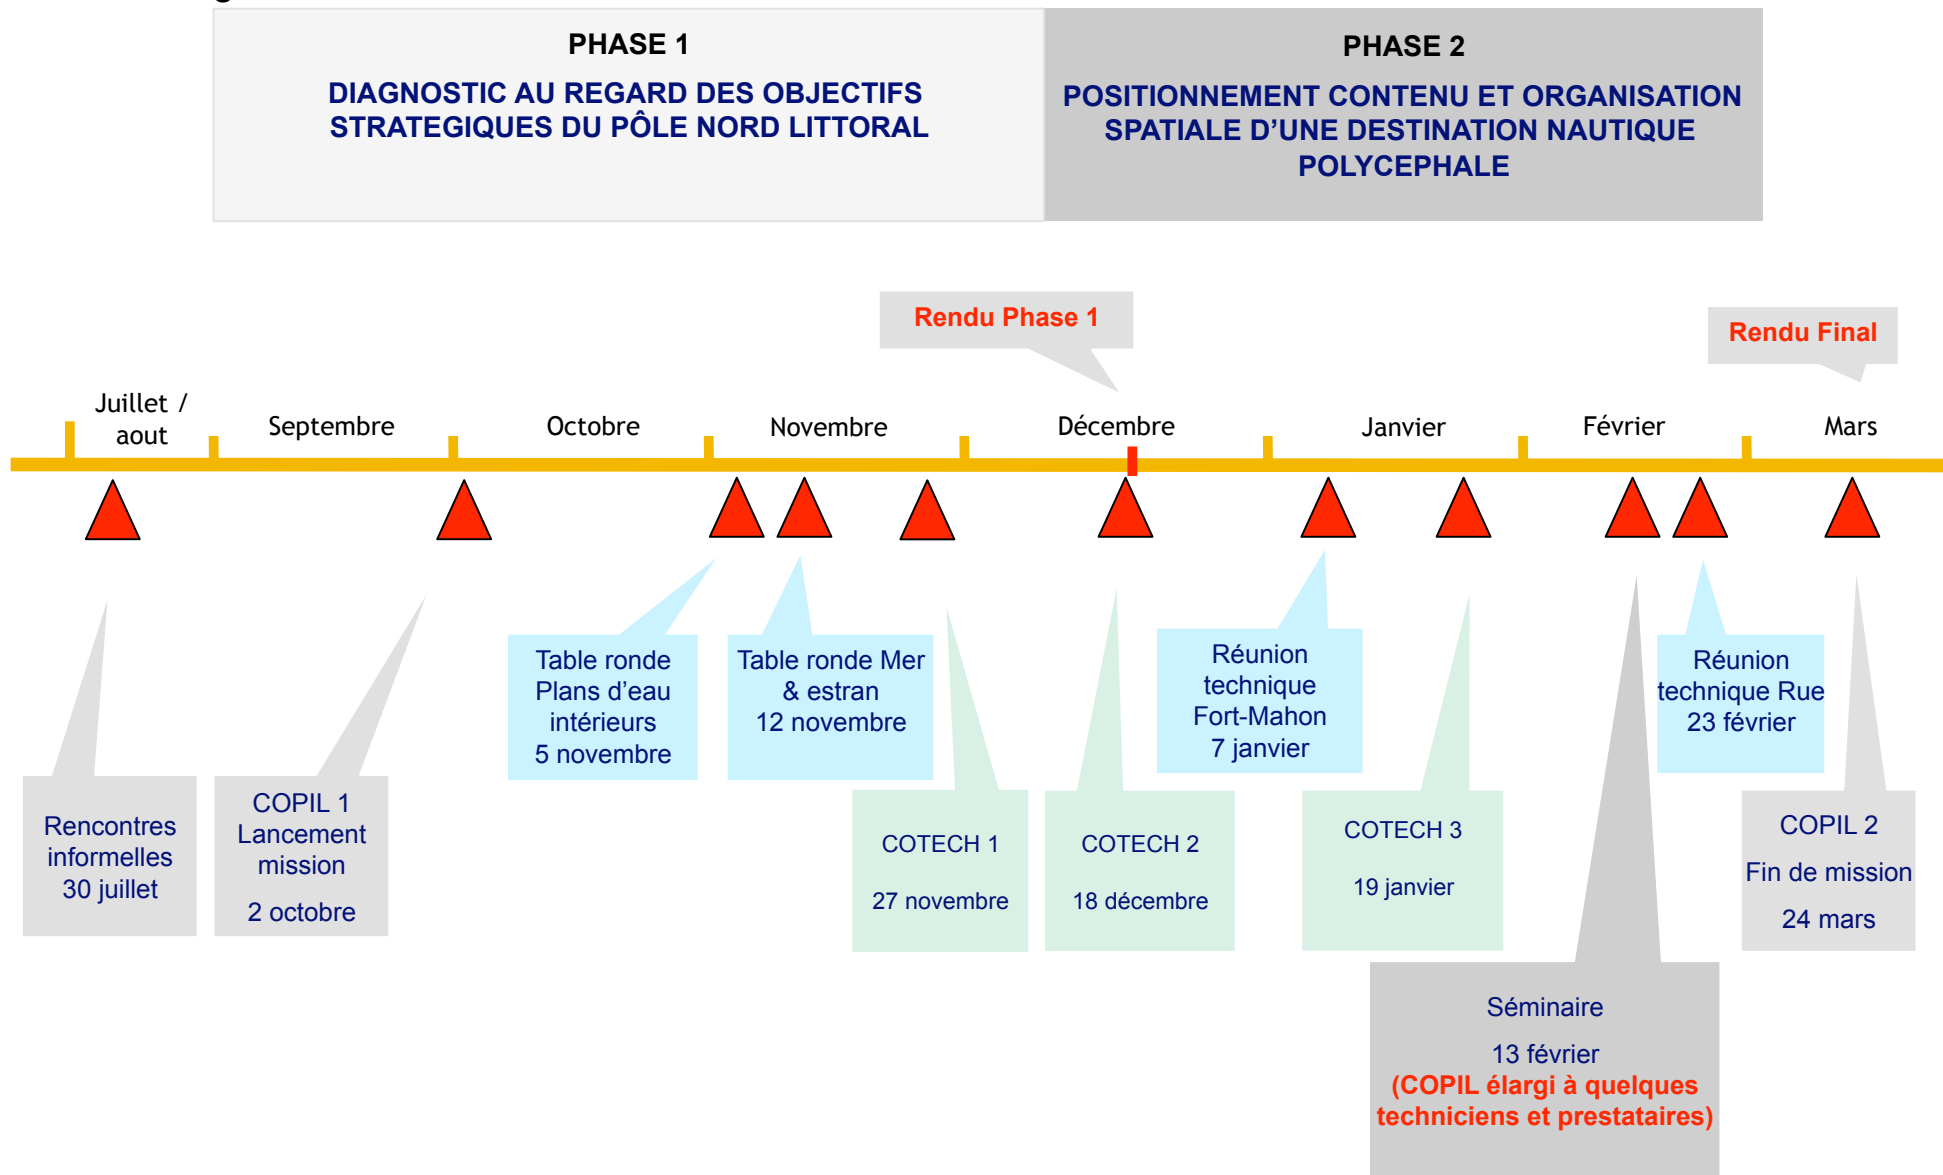 PHASE 1
DIAGNOSTIC AU REGARD DES OBJECTIFS
STRATEGIQUES DU PÔLE NORD LITTORAL
PHASE 2
POSITIONNEMENT CONTENU ET ORGANISATION
SPATIALE D’UNE DESTINATION NAUTIQUE
POLYCEPHALE
Rendu Phase 1
Rendu Final
Juillet /
aout
Septembre
Octobre
Novembre
Décembre
Janvier
Février
Mars
Table ronde
Plans d’eau
intérieurs
5 novembre
Table ronde Mer
& estran
12 novembre
Réunion
technique
Fort-Mahon
7 janvier
Réunion
technique Rue
23 février
Rencontres
informelles
30 juillet
COPIL 1
Lancement
mission
2 octobre
COTECH 1
27 novembre
COTECH 2
18 décembre
COTECH 3
19 janvier
COPIL 2
Fin de mission
24 mars
Séminaire
13 février
(COPIL élargi à quelques
techniciens et prestataires)